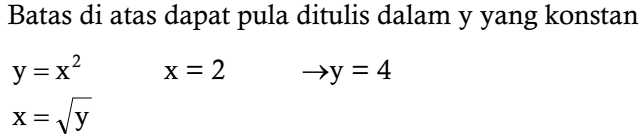 Batas di atas dapat pula ditulis dalam y yang konstan
y = x² x = 2 →y = 4
x = √y